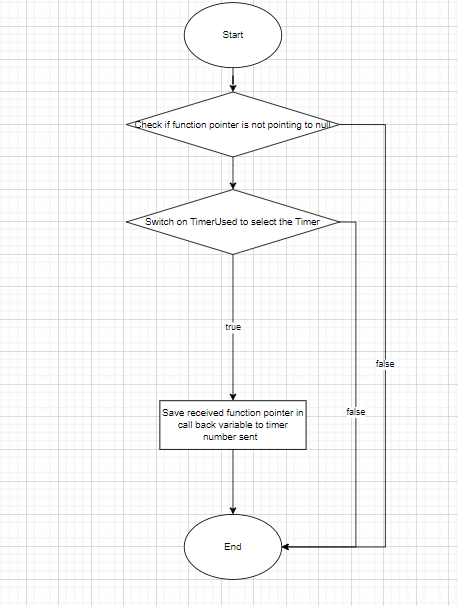 Start
Check if function pointer is not pointing to null
Switch on TimerUsed to select the Timer
true
false
false
Save received function pointer in
call back variable to timer
number sent
End